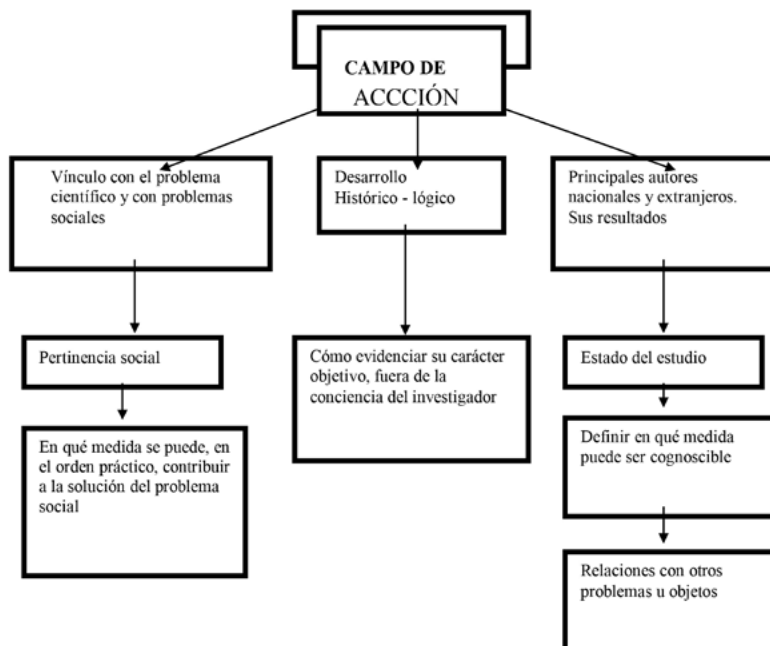 CAMPO DE
ACCCIÓN
Vínculo con el problema
científico y con problemas
sociales
Desarrollo
Histórico - lógico
Principales autores
nacionales y extranjeros.
Sus resultados
Pertinencia social
Cómo evidenciar su carácter
objetivo, fuera de la
conciencia del investigador
Estado del estudio
En qué medida se puede, en
el orden práctico, contribuir
a la solución del problema
social
Definir en qué medida
puede ser cognoscible
Relaciones con otros
problemas u objetos